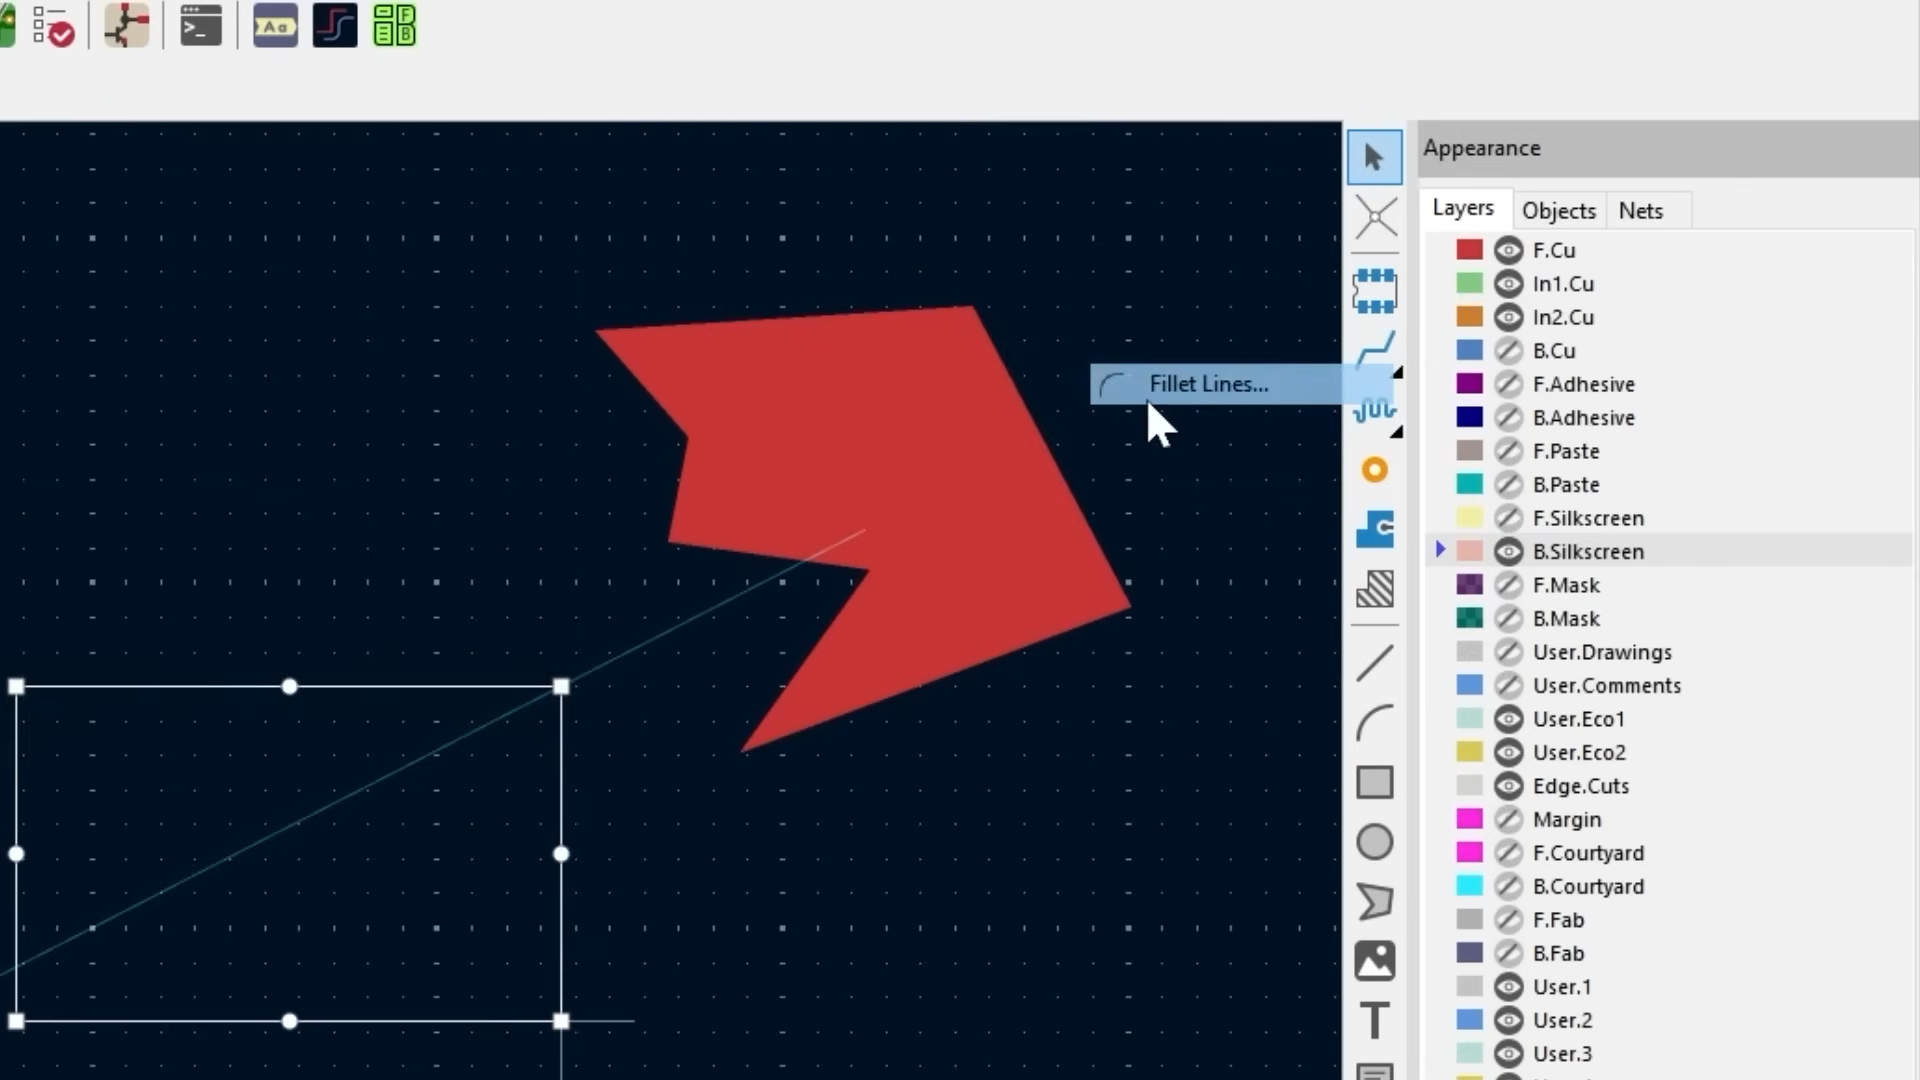 >_
Aa
F
B
Appearance
Layers Objects Nets
F.Cu
In1.Cu
In2.Cu
B.Cu
F.Adhesive
B.Adhesive
F.Paste
B.Paste
F.Silkscreen
B.Silkscreen
F.Mask
B.Mask
User.Drawings
User.Comments
User.Eco1
User.Eco2
Edge.Cuts
Margin
F.Courtyard
B.Courtyard
F.Fab
B.Fab
User.1
User.2
User.3
Fillet Lines...
T